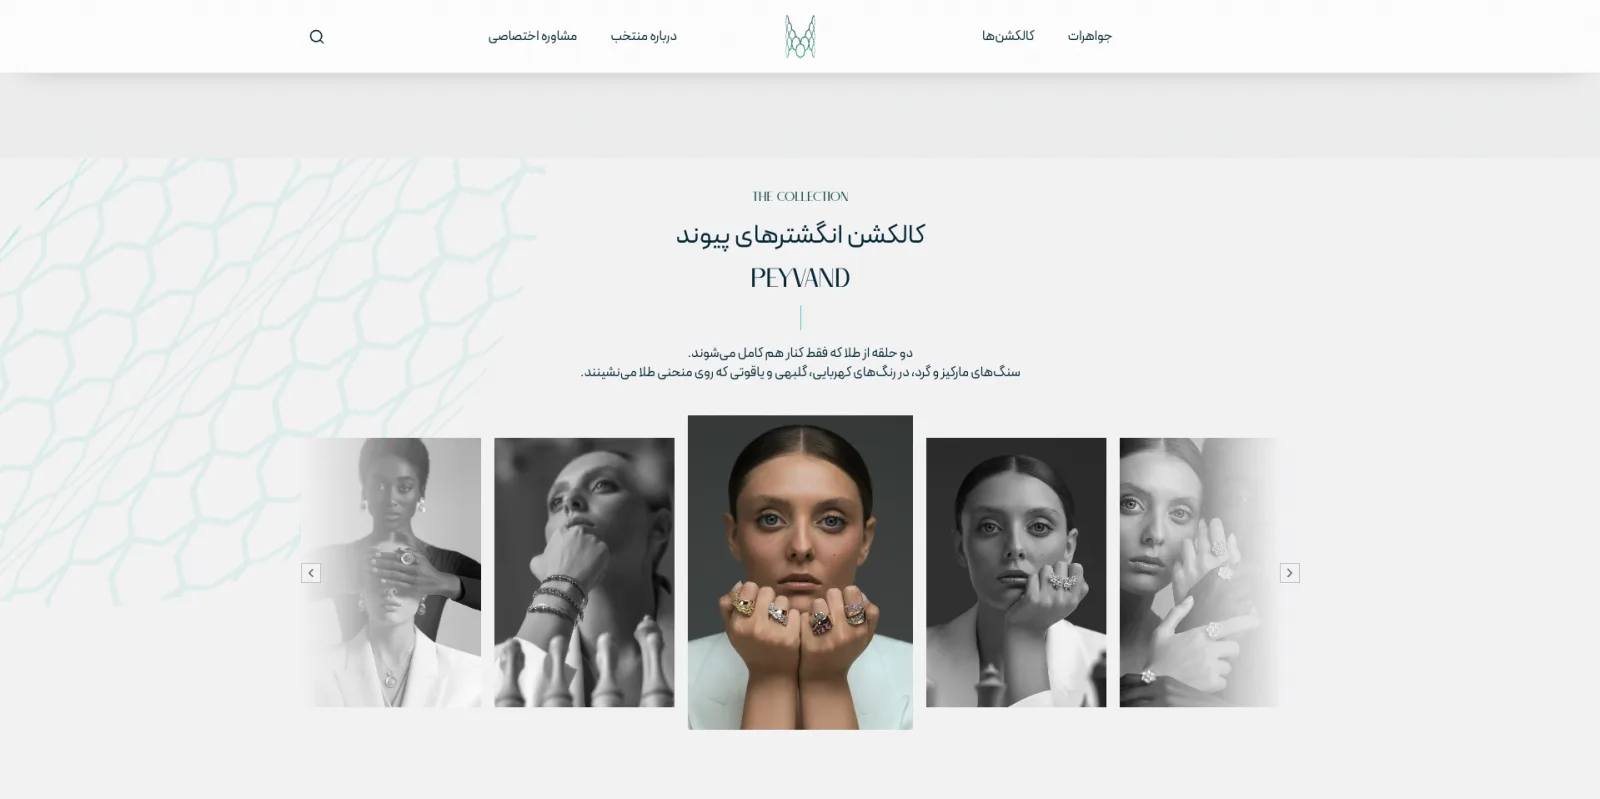 جواهرات
کالکشن‌ها
درباره منتخب
مشاوره اختصاصی
THE COLLECTION
کالکشن انگشترهای پیوند
PEYVAND
دو حلقه از طلا که فقط کنار هم کامل می‌شوند.
سنگ‌های مارکیز و گرد، در رنگ‌های کهربایی، گلبهی و یاقوتی که روی منحنی طلا می‌نشینند.